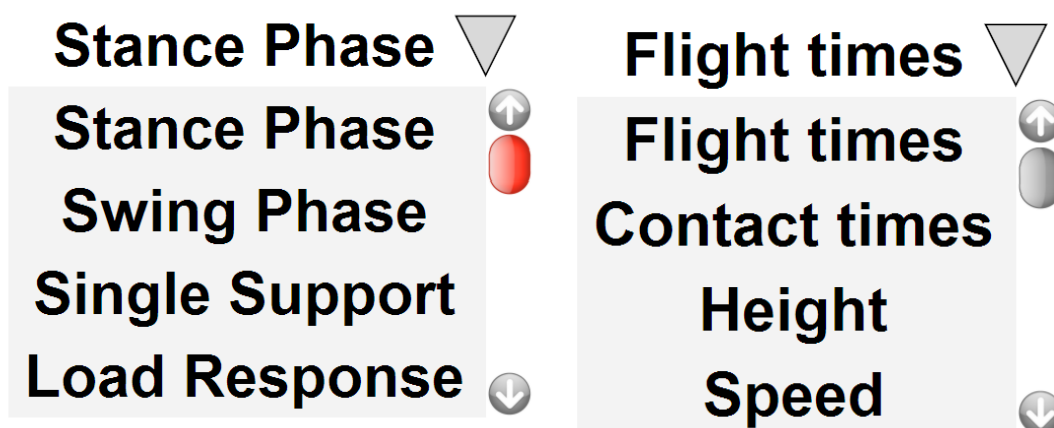 Stance Phase
Stance Phase
Swing Phase
Single Support
Load Response
Flight times
Flight times
Contact times
Height
Speed